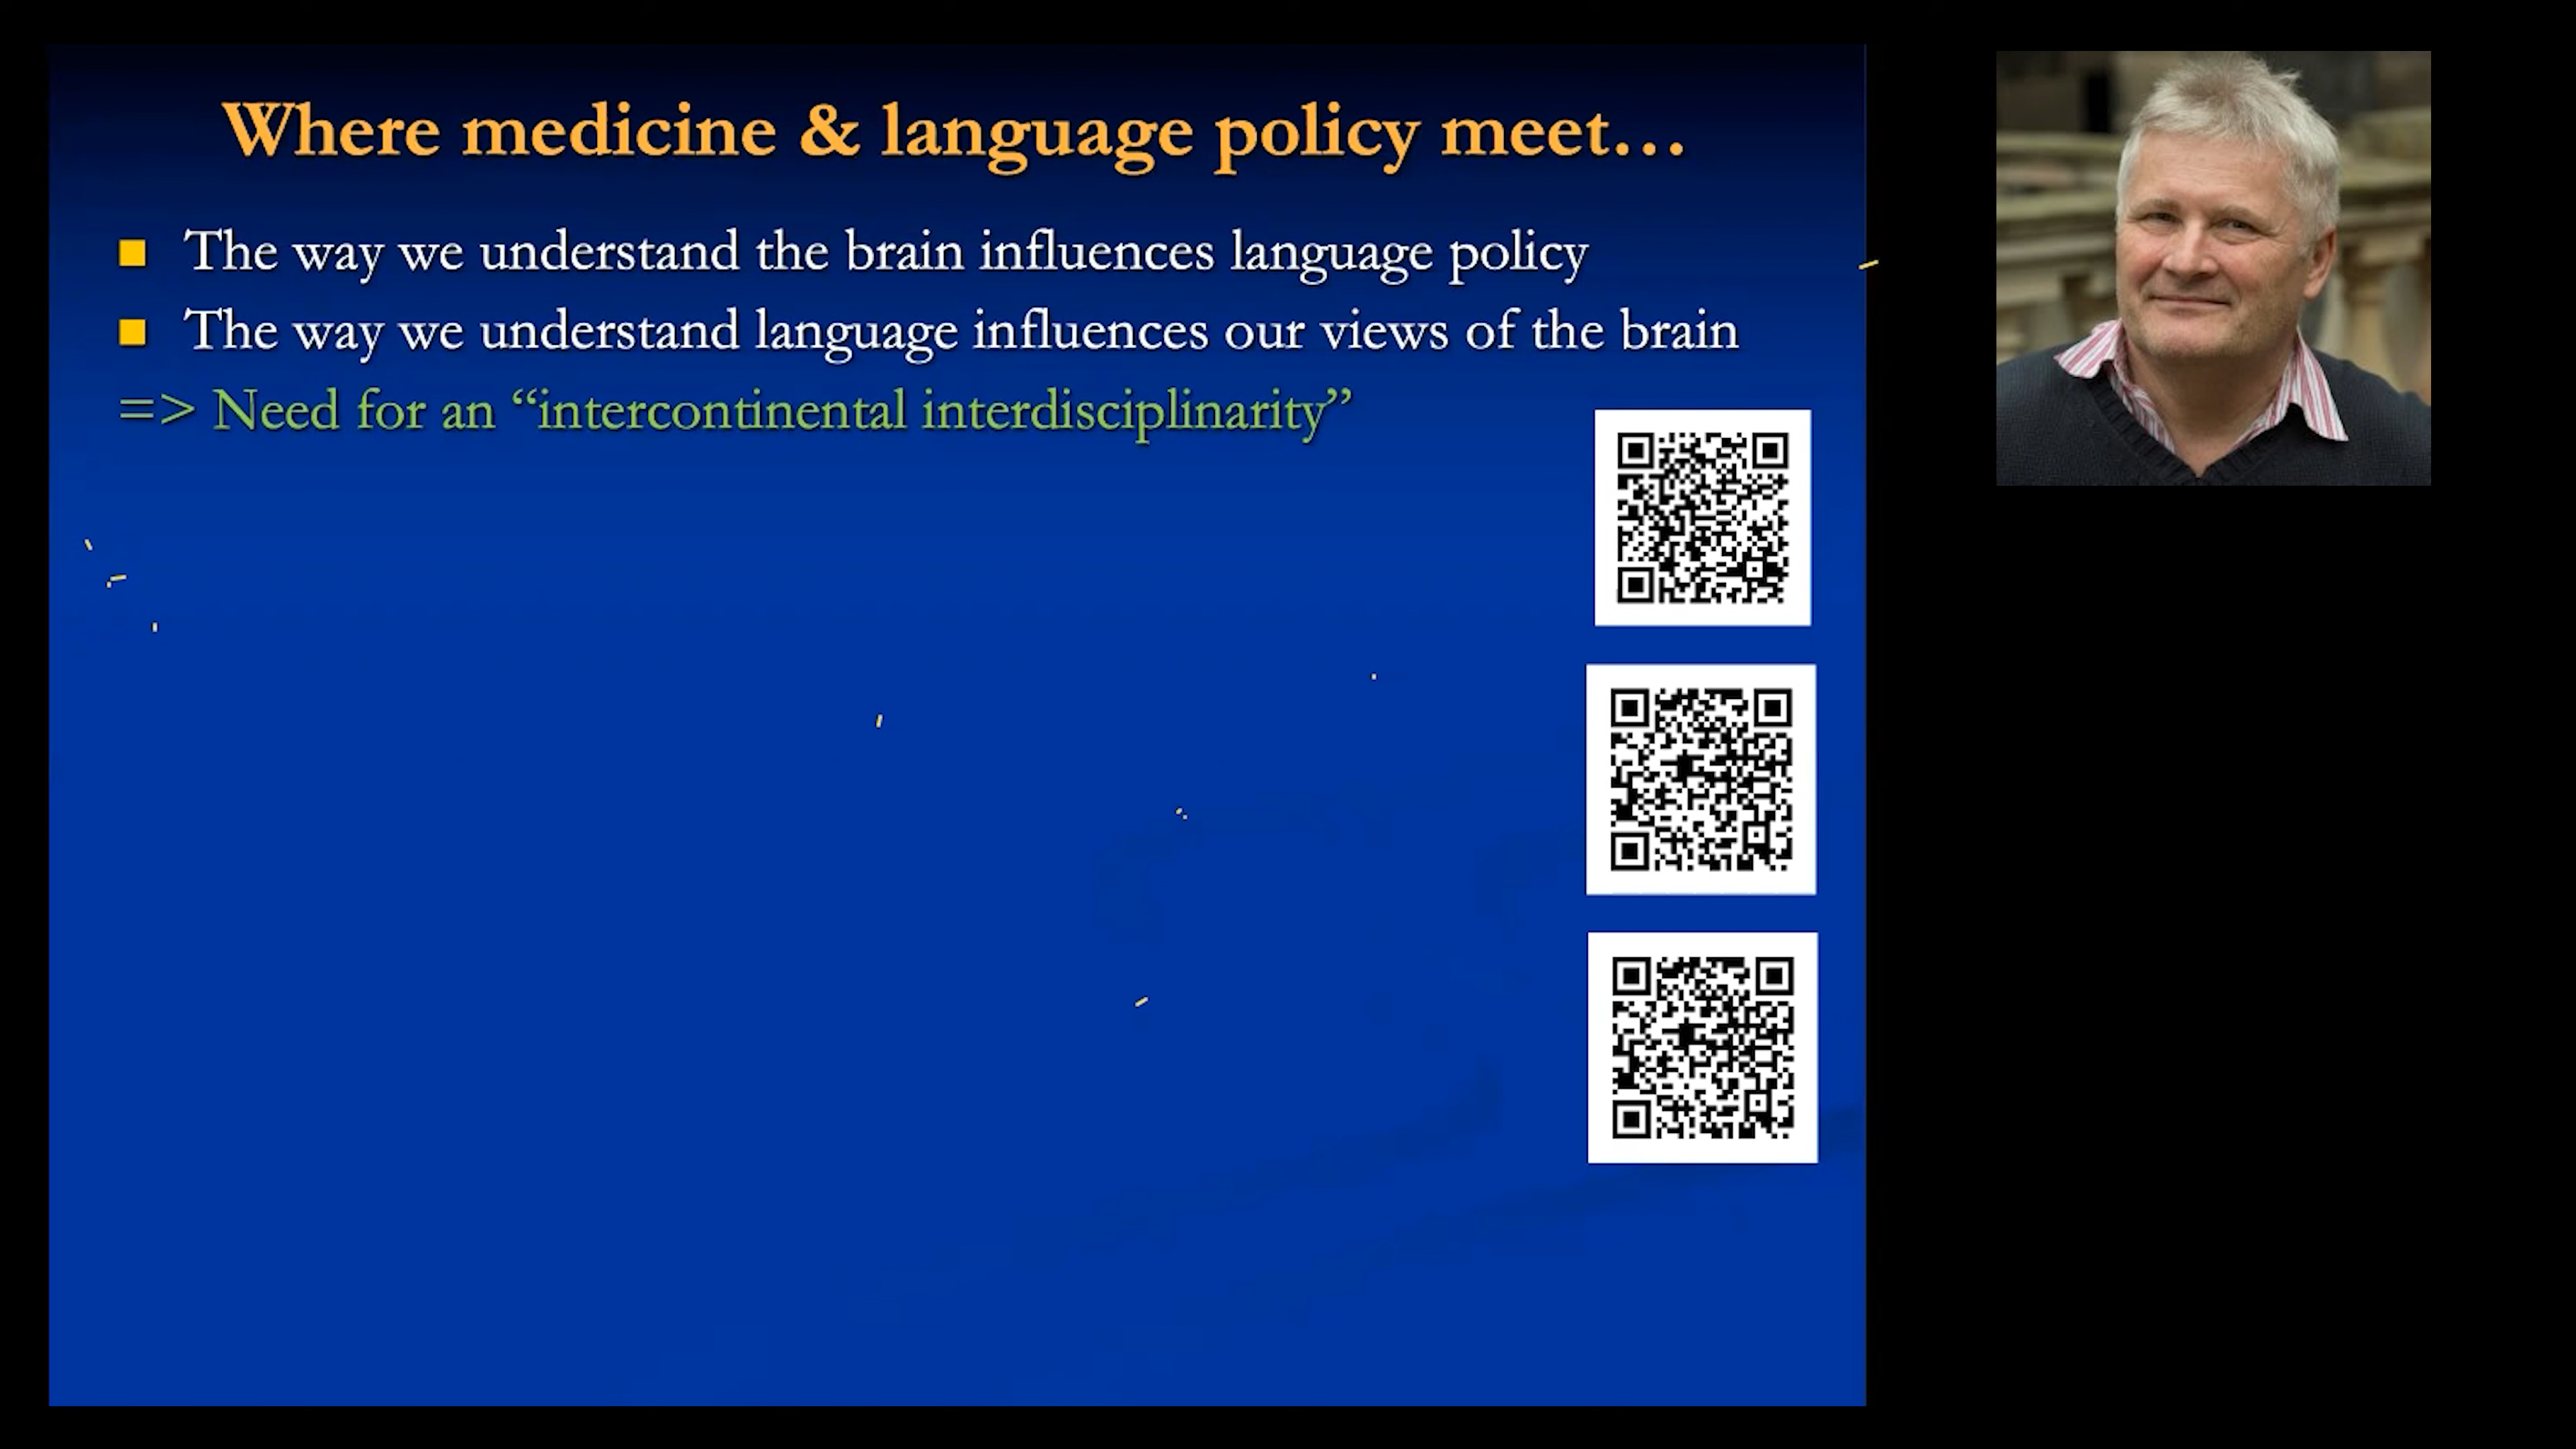 Where medicine & language policy meet…
The way we understand the brain influences language policy
The way we understand language influences our views of the brain
=> Need for an “intercontinental interdisciplinarity”